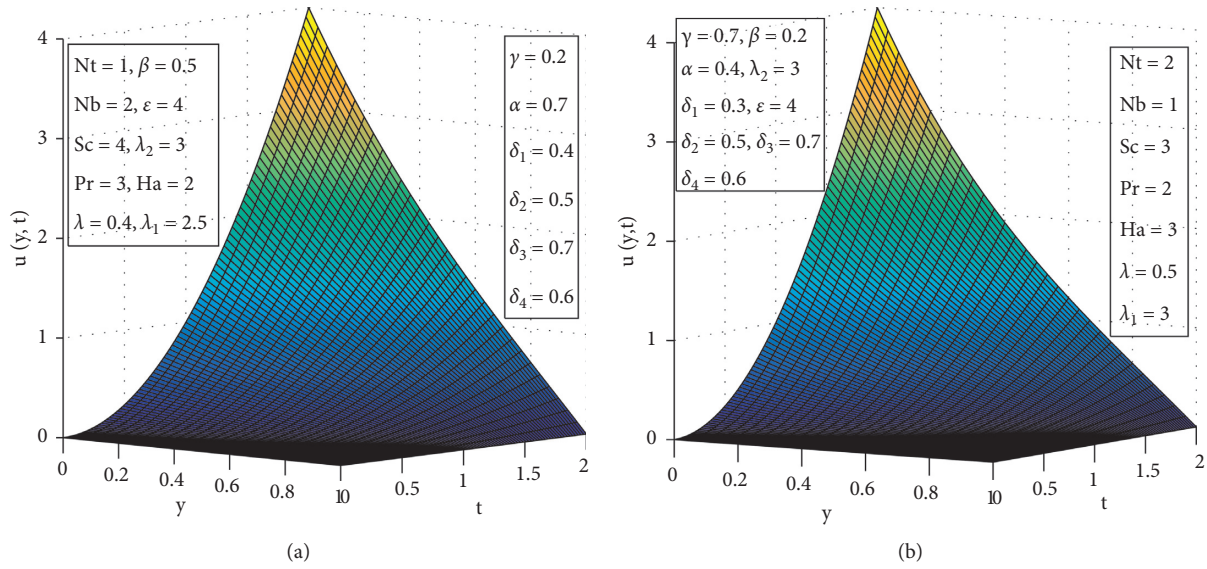 4
3
2
1
0
u (y, t)
Nt = 1, β = 0.5
Nb = 2, ε = 4
Sc = 4, λ₂ = 3
Pr = 3, Ha = 2
λ = 0.4, λ₁ = 2.5
γ = 0.2
α = 0.7
δ₁ = 0.4
δ₂ = 0.5
δ₃ = 0.7
δ₄ = 0.6
0 0.2 0.4 0.6 0.8 10 0.5 1 1.5 2
y
t
(a)
4
3
2
1
0
u (y,t)
γ = 0.7, β = 0.2
α = 0.4, λ₂ = 3
δ₁ = 0.3, ε = 4
δ₂ = 0.5, δ₃ = 0.7
δ₄ = 0.6
Nt = 2
Nb = 1
Sc = 3
Pr = 2
Ha = 3
λ = 0.5
λ₁ = 3
0 0.2 0.4 0.6 0.8 10 0.5 1 1.5 2
y
t
(b)